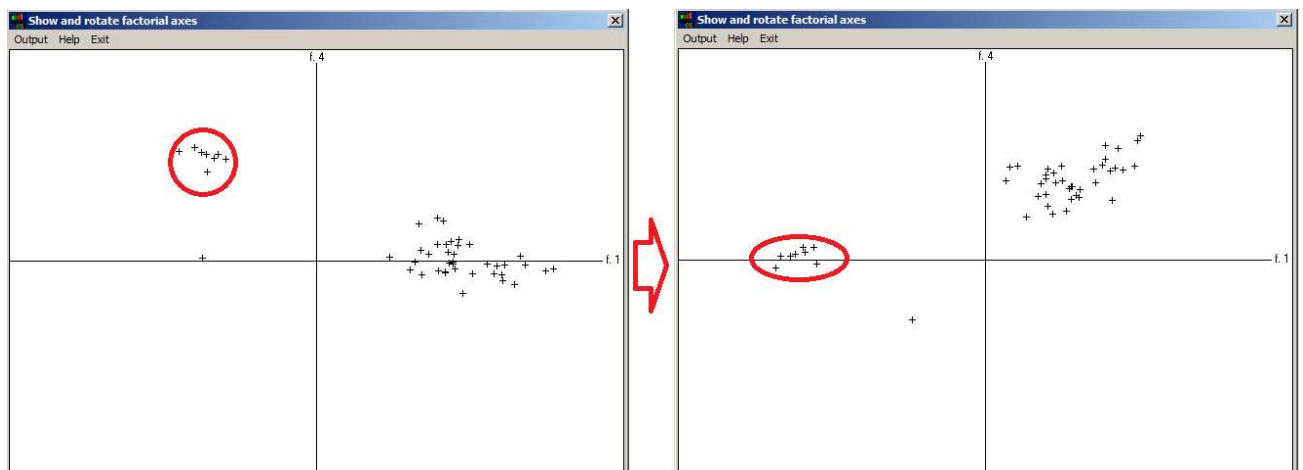 Show and rotate factorial axes
Output Help Exit
f. 4
f. 1
Show and rotate factorial axes
Output Help Exit
f. 4
f. 1